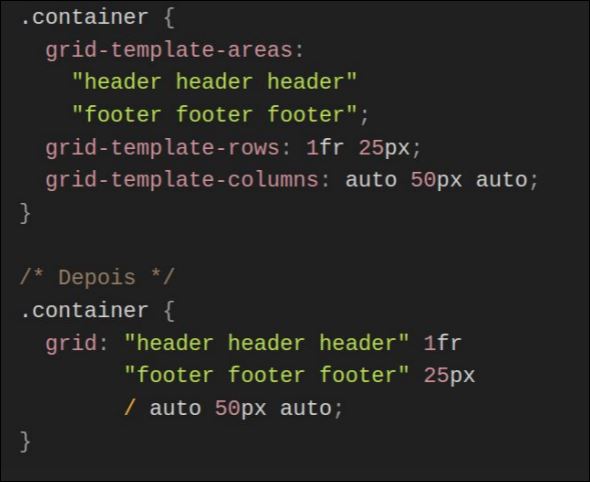 .container {
  grid-template-areas:
    "header header header"
    "footer footer footer";
  grid-template-rows: 1fr 25px;
  grid-template-columns: auto 50px auto;
}
/* Depois */
.container {
  grid: "header header header" 1fr
        "footer footer footer" 25px
        / auto 50px auto;
}